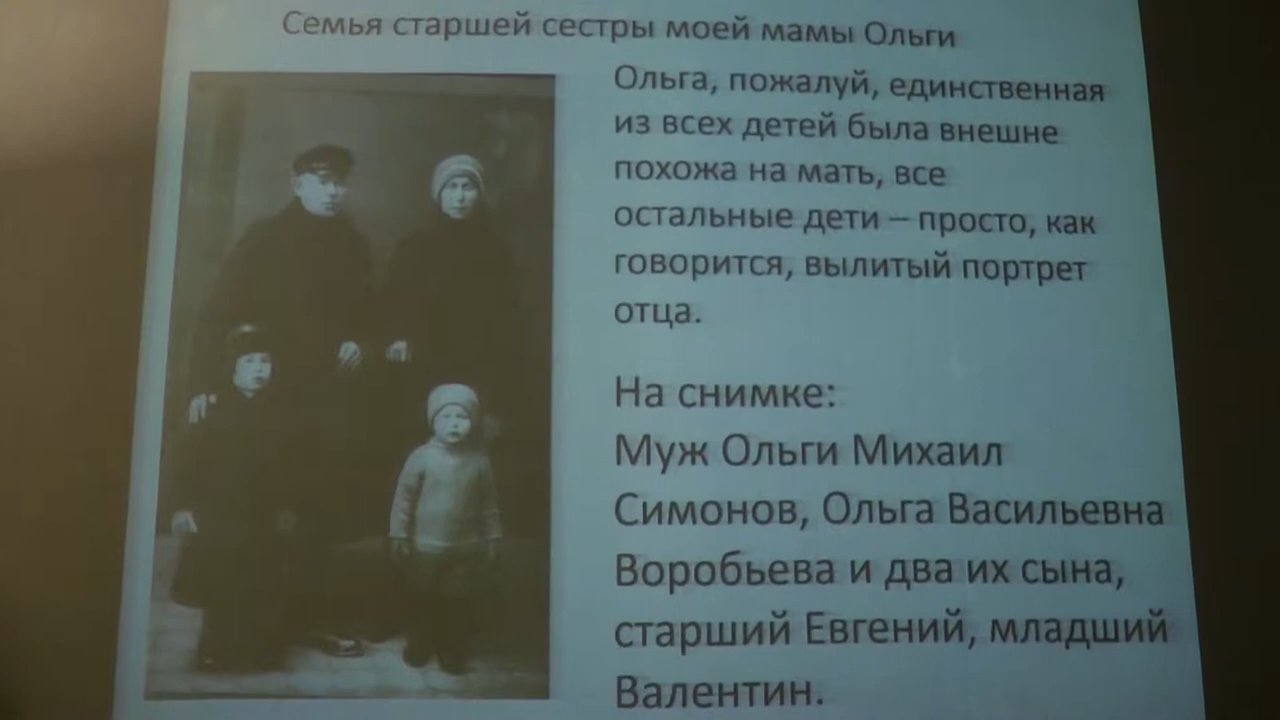 Семья старшей сестры моей мамы Ольги
Ольга, пожалуй, единственная
из всех детей была внешне
похожа на мать, все
остальные дети – просто, как
говорится, вылитый портрет
отца.
На снимке:
Муж Ольги Михаил
Симонов, Ольга Васильевна
Воробьева и два их сына,
старший Евгений, младший
Валентин.